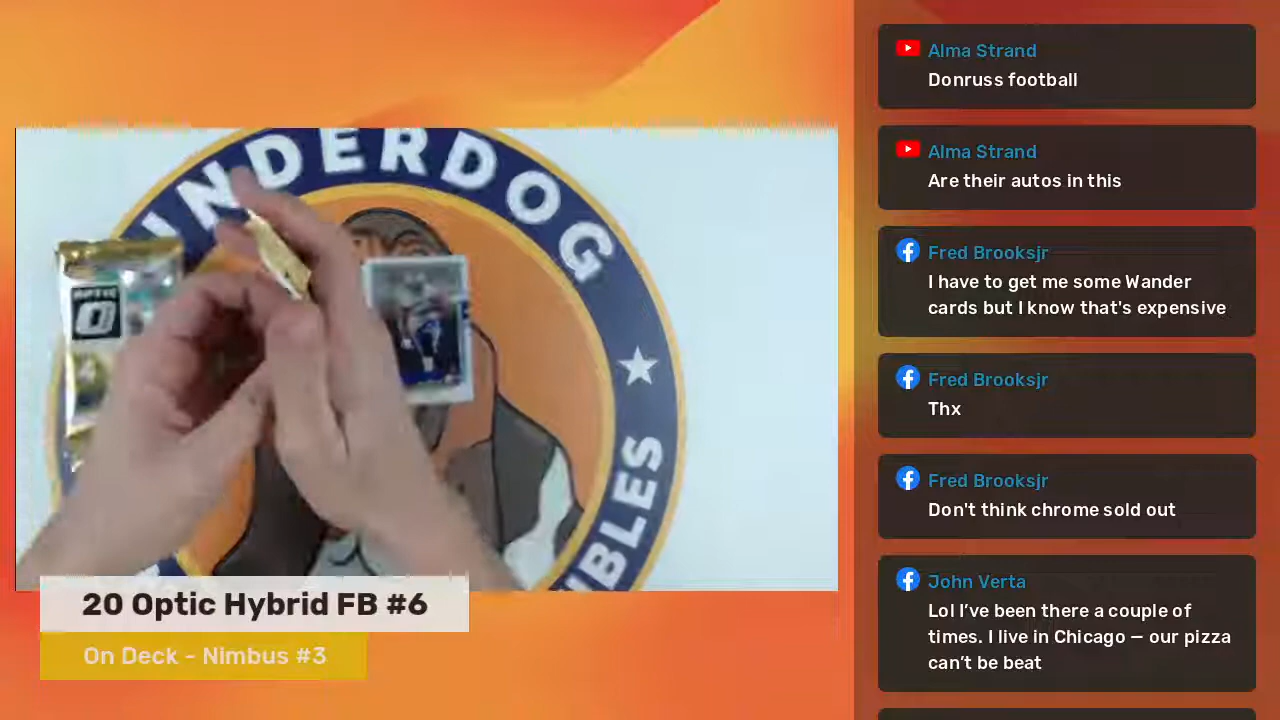 UNDERDOG
IBLES
OPTIC
20 Optic Hybrid FB #6
On Deck - Nimbus #3
Alma Strand
Donruss football
Alma Strand
Are their autos in this
Fred Brooksjr
I have to get me some Wander
cards but I know that's expensive
Fred Brooksjr
Thx
Fred Brooksjr
Don't think chrome sold out
John Verta
Lol I’ve been there a couple of
times. I live in Chicago — our pizza
can’t be beat